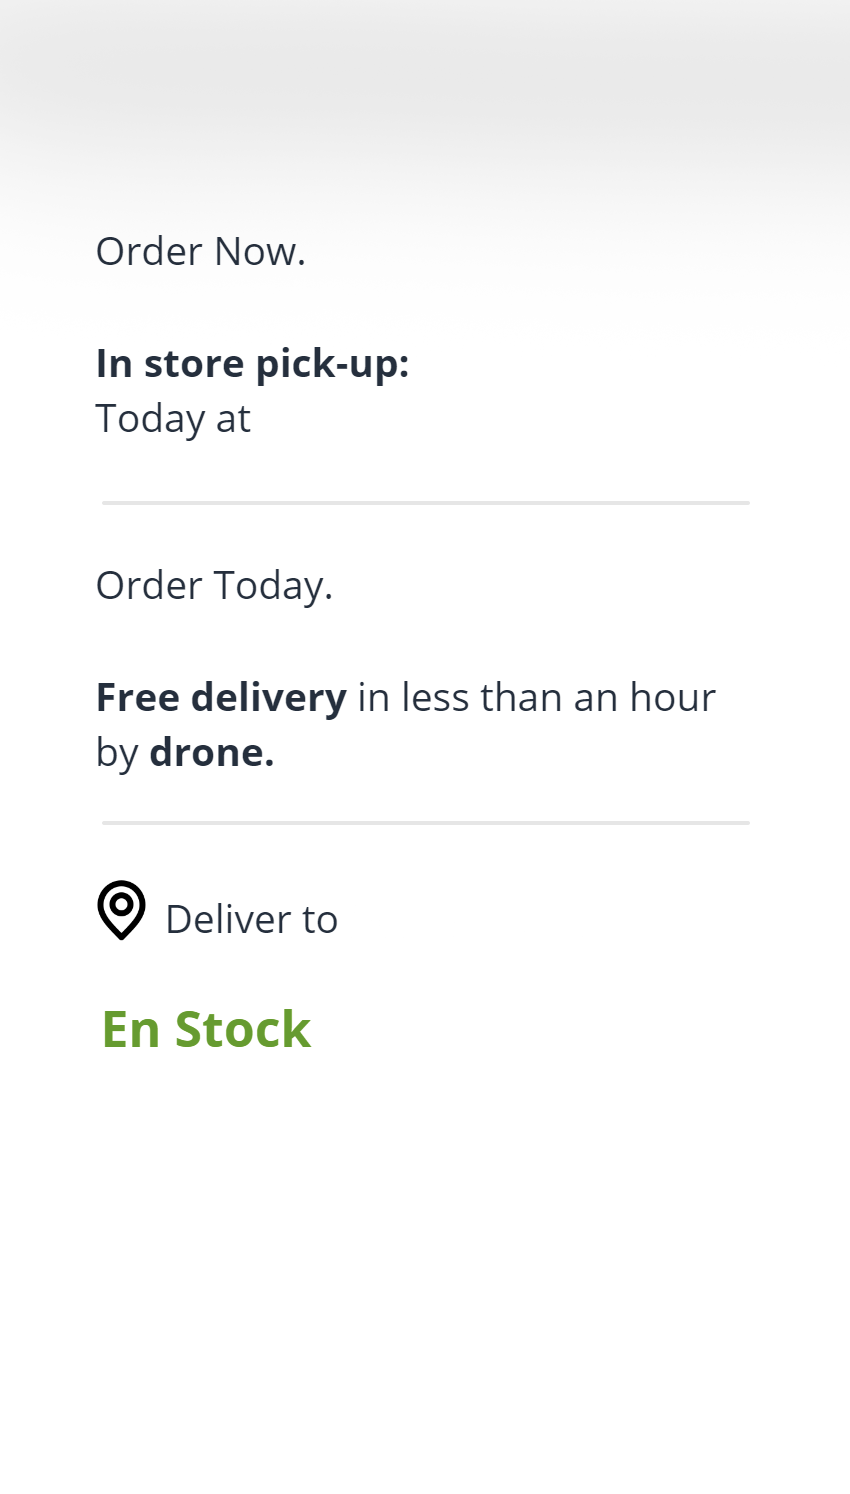 Order Now.
In store pick-up:
Today at
Order Today.
Free delivery in less than an hour
by drone.
Deliver to
En Stock